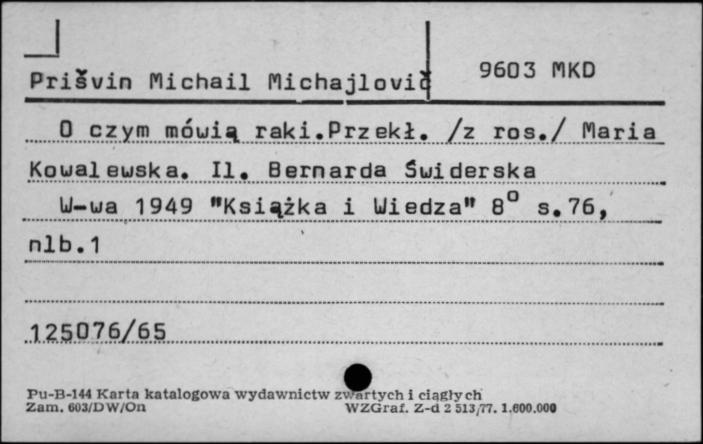 Prišvin Michail Michajlovič 9603 MKD
O czym mówią raki.Przekł. /z ros./ Maria
Kowalewska. Il. Bernarda Świderska
W-wa 1949 "Książka i Wiedza" 8° s.76,
nlb.1
125076/65
Pu-B-144 Karta katalogowa wydawnictw zwartych i ciągłych
Zam. 603/DW/On WZGraf. Z-d 2 513/77. 1.600.000